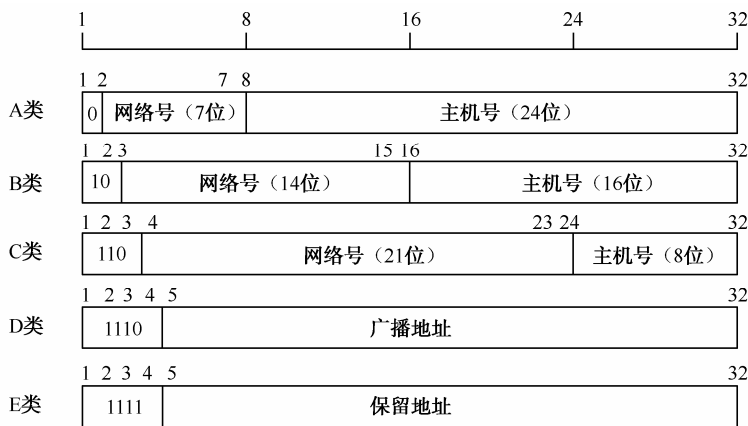 1 8 16 24 32
1 2 7 8 32
A类 0 网络号（7位） 主机号（24位）
1 2 3 15 16 32
B类 10 网络号（14位） 主机号（16位）
1 2 3 4 23 24 32
C类 110 网络号（21位） 主机号（8位）
1 2 3 4 5 32
D类 1110 广播地址
1 2 3 4 5 32
E类 1111 保留地址